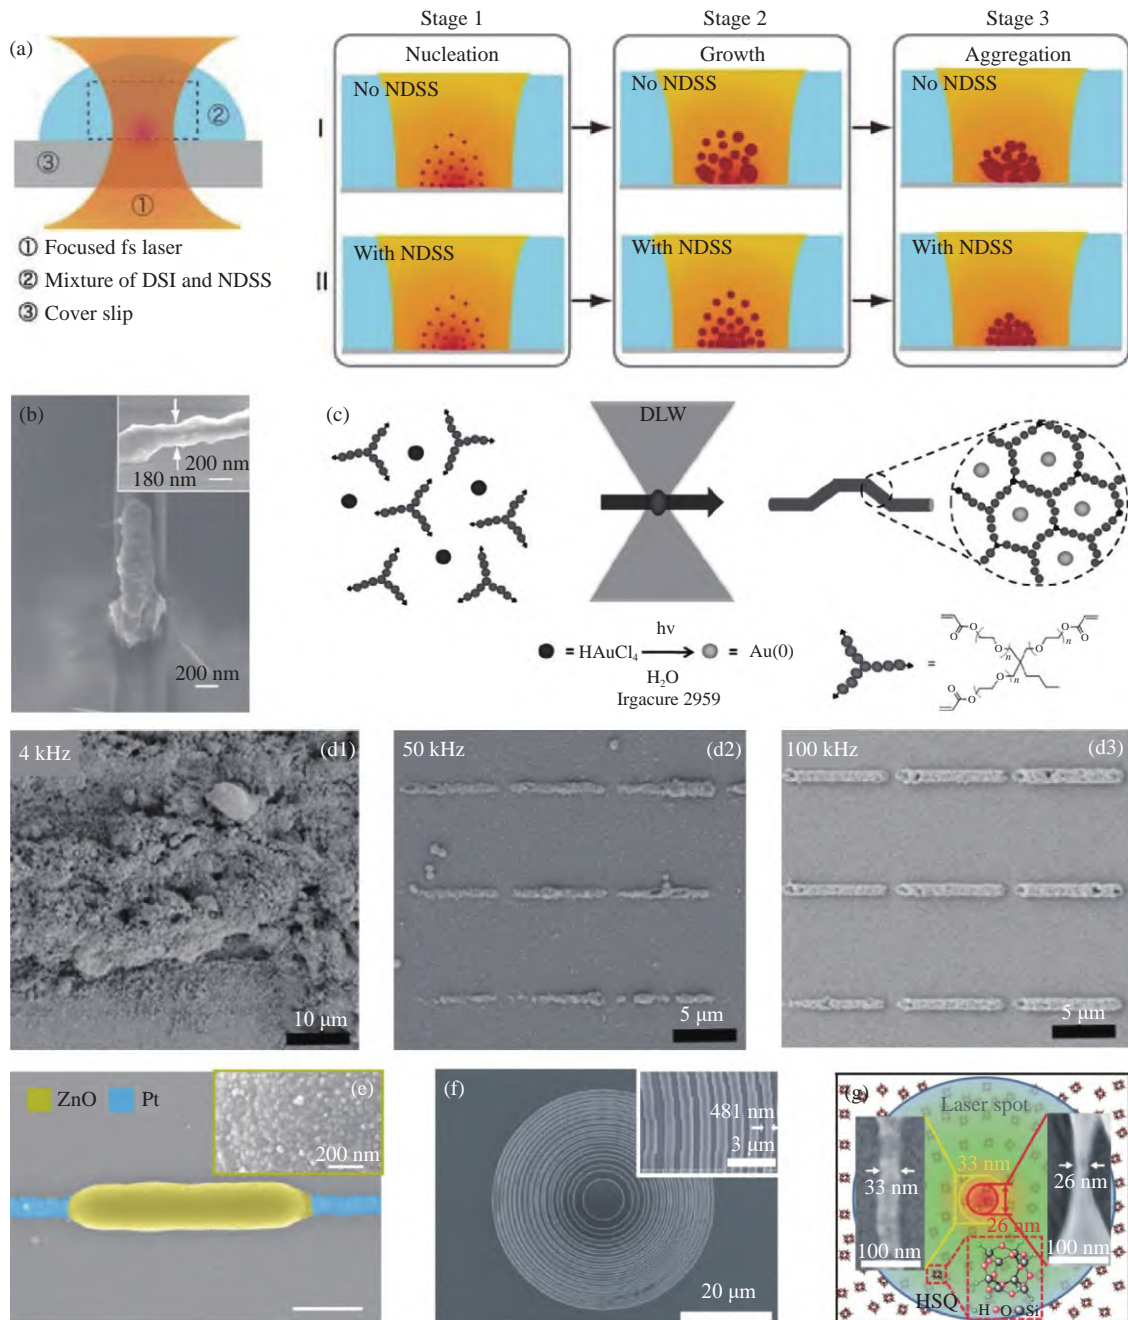 (a)
①
②
③
① Focused fs laser
② Mixture of DSI and NDSS
③ Cover slip
Stage 1
Stage 2
Stage 3
Nucleation
Growth
Aggregation
I
No NDSS
No NDSS
No NDSS
II
With NDSS
With NDSS
With NDSS
(b)
200 nm
180 nm
200 nm
(c)
DLW
hv
= HAuCl₄
= Au(0)
H₂O
Irgacure 2959
=
O
O
O
n
O
n
O
O
O
O
n
O
4 kHz
(d1)
10 μm
50 kHz
(d2)
5 μm
100 kHz
(d3)
5 μm
ZnO
Pt
(e)
200 nm
(f)
481 nm
3 μm
20 μm
(g)
Laser spot
33 nm
33 nm
26 nm
26 nm
100 nm
100 nm
HSQ
H
O
Si